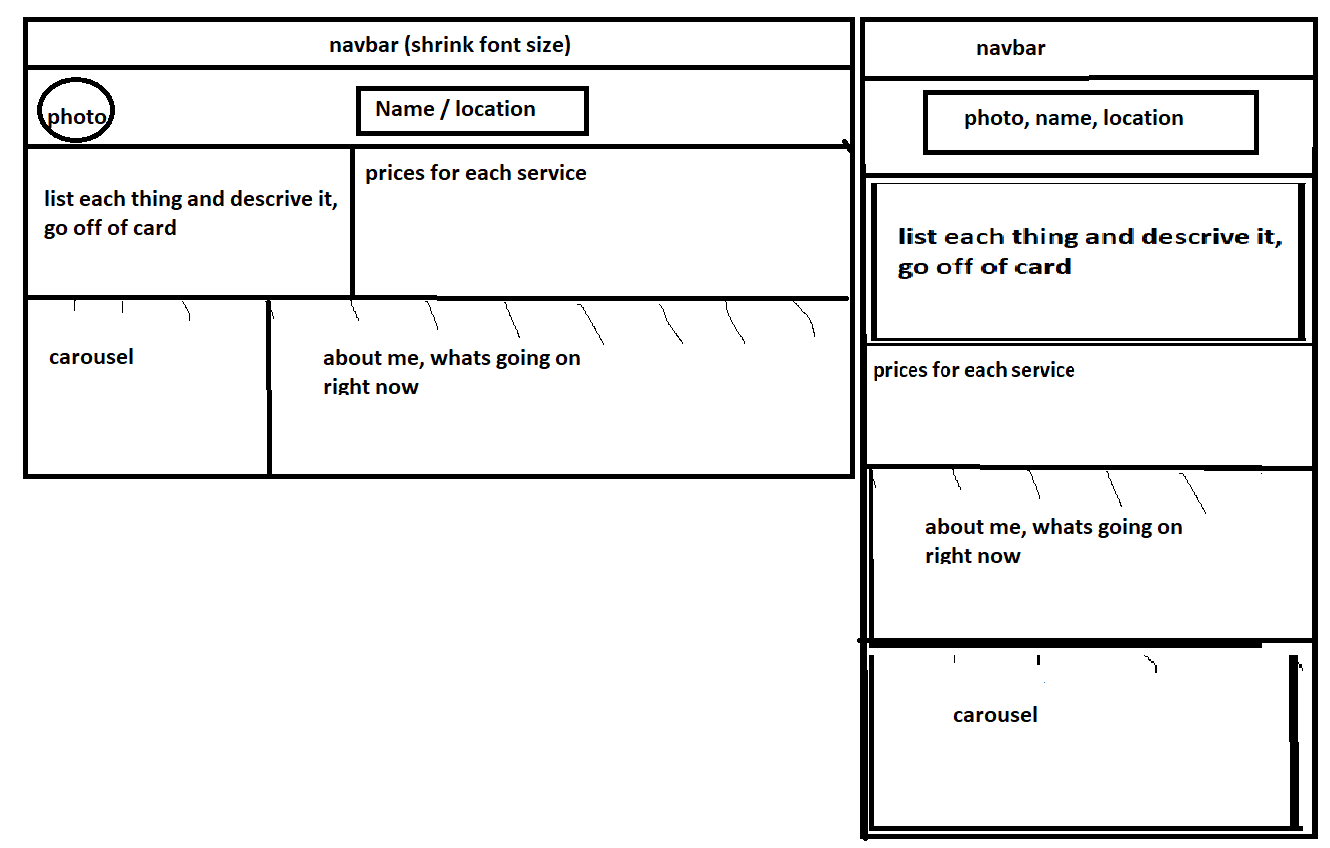 navbar (shrink font size)
photo
Name / location
list each thing and descrive it,
go off of card
prices for each service
carousel
about me, whats going on
right now
navbar
photo, name, location
list each thing and descrive it,
go off of card
prices for each service
about me, whats going on
right now
carousel